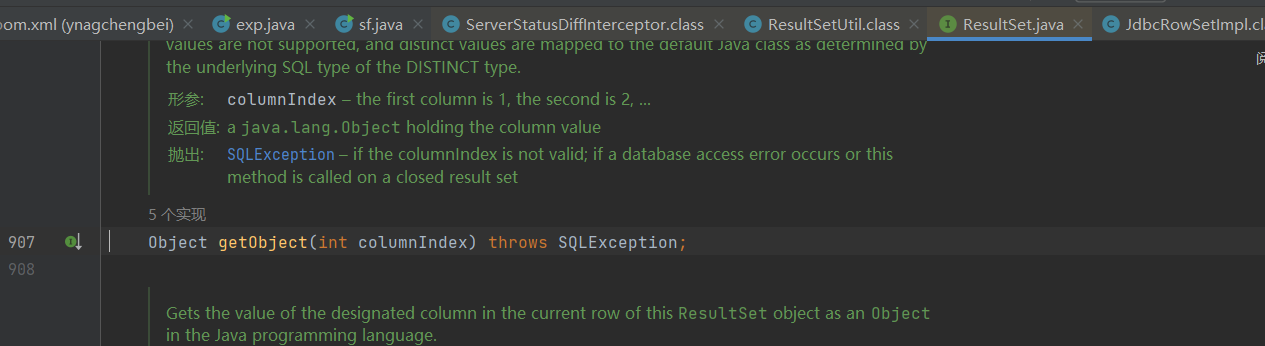 oom.xml (ynagchengbei) exp.java sf.java ServerStatusDiffInterceptor.class ResultSetUtil.class ResultSet.java JdbcRowSetImpl.cl
values are not supported, and distinct values are mapped to the default Java class as determined by
the underlying SQL type of the DISTINCT type.
阅
形参: columnIndex – the first column is 1, the second is 2, ...
返回值: a java.lang.Object holding the column value
抛出: SQLException – if the columnIndex is not valid; if a database access error occurs or this
method is called on a closed result set
5 个实现
907 Object getObject(int columnIndex) throws SQLException;
908
Gets the value of the designated column in the current row of this ResultSet object as an Object
in the Java programming language.